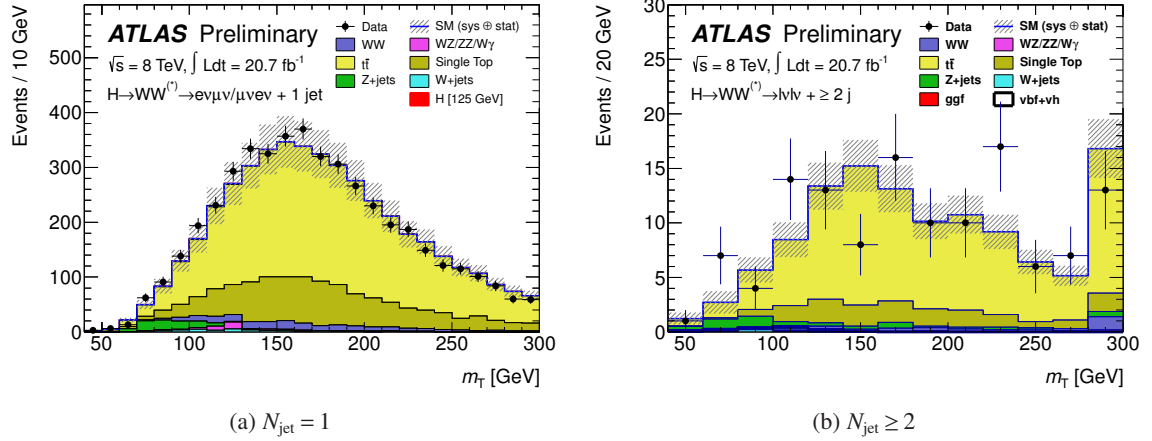 ATLAS Preliminary
√s = 8 TeV, ∫ Ldt = 20.7 fb⁻¹
H→WW(*)→eνμν/μνeν + 1 jet
Data
SM (sys ⊕ stat)
WW
WZ/ZZ/Wγ
tt̄
Single Top
Z+jets
W+jets
H [125 GeV]
Events / 10 GeV
500
400
300
200
100
0
50 100 150 200 250 300
m_T [GeV]
(a) N_jet = 1
ATLAS Preliminary
√s = 8 TeV, ∫ Ldt = 20.7 fb⁻¹
H→WW(*)→lνlν + ≥ 2 j
Data
SM (sys ⊕ stat)
WW
WZ/ZZ/Wγ
tt̄
Single Top
Z+jets
W+jets
ggf
vbf+vh
Events / 20 GeV
30
25
20
15
10
5
0
50 100 150 200 250 300
m_T [GeV]
(b) N_jet ≥ 2